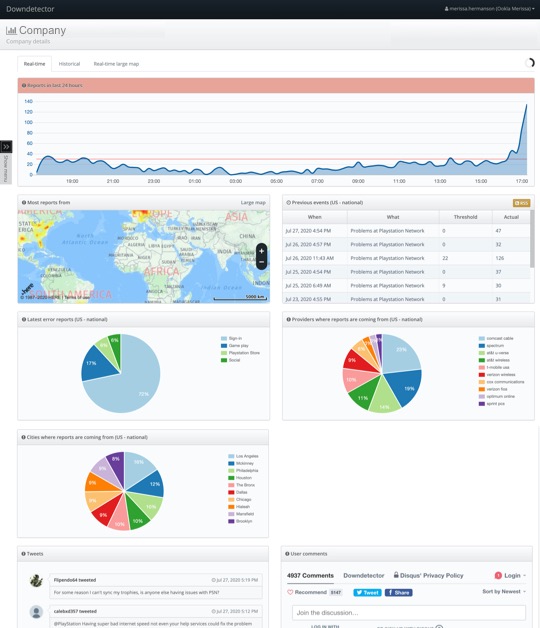 Downdetector
merissa.hermanson (Ookla Merissa)
Company
Company details
Real-time Historical Real-time large map
Reports in last 24 hours
140
120
100
80
60
40
20
0
19:00 21:00 23:00 01:00 03:00 05:00 07:00 09:00 11:00 13:00 15:00 17:00
Show menu
Most reports from Large map
AMERICA EUROPE ASIA
Atlantic Ocean
AFRICA
SOUTH AMERICA
here
© 1987–2020 HERE | Terms of use
1000 km
Previous events (US - national)
When What Threshold Actual
Jul 27, 2020 4:54 PM Problems at Playstation Network 0 47
Jul 26, 2020 4:57 PM Problems at Playstation Network 0 32
Jul 26, 2020 11:43 AM Problems at Playstation Network 22 126
Jul 25, 2020 4:54 PM Problems at Playstation Network 0 37
Jul 25, 2020 6:49 AM Problems at Playstation Network 9 30
Jul 23, 2020 4:55 PM Problems at Playstation Network 0 31
Latest error reports (US - national)
Sign in
Game play
Playstation Store
Social
17%
6%
Providers where reports are coming from (US - national)
comcast cable
spectrum
at&t u-verse
at&t wireless
t-mobile usa
verizon wireless
cox communications
verizon fios
optimum online
sprint pcs
19%
14%
11%
10%
9%
Cities where reports are coming from (US - national)
Los Angeles
Mckinney
Philadelphia
Houston
The Bronx
Dallas
Chicago
Hialeah
Mansfield
Brooklyn
12%
10%
10%
9%
8%
8%
Tweets
Flipendo64 tweeted Jul 27, 2020 5:15 PM
For some reason I can't sync my trophies, is anyone else having issues with PSN?
calebsd357 tweeted Jul 27, 2020 5:12 PM
@PlayStation Having super bad internet speed not even your help services could fix the problem
User comments
4937 Comments Downdetector Disqus' Privacy Policy 1 Login
Recommend 5147 Tweet Share Sort by Newest
Join the discussion…
LOG IN WITH